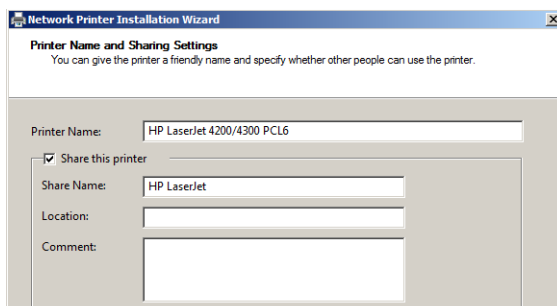 Network Printer Installation Wizard
Printer Name and Sharing Settings
You can give the printer a friendly name and specify whether other people can use the printer.
Printer Name: HP LaserJet 4200/4300 PCL6
Share this printer
Share Name: HP LaserJet
Location:
Comment: